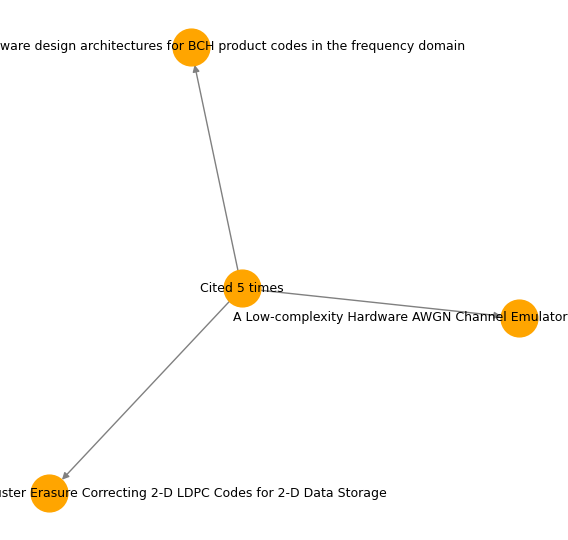 ware design architectures for BCH product codes in the frequency domain
Cited 5 times
A Low-complexity Hardware AWGN Channel Emulator
uster Erasure Correcting 2-D LDPC Codes for 2-D Data Storage